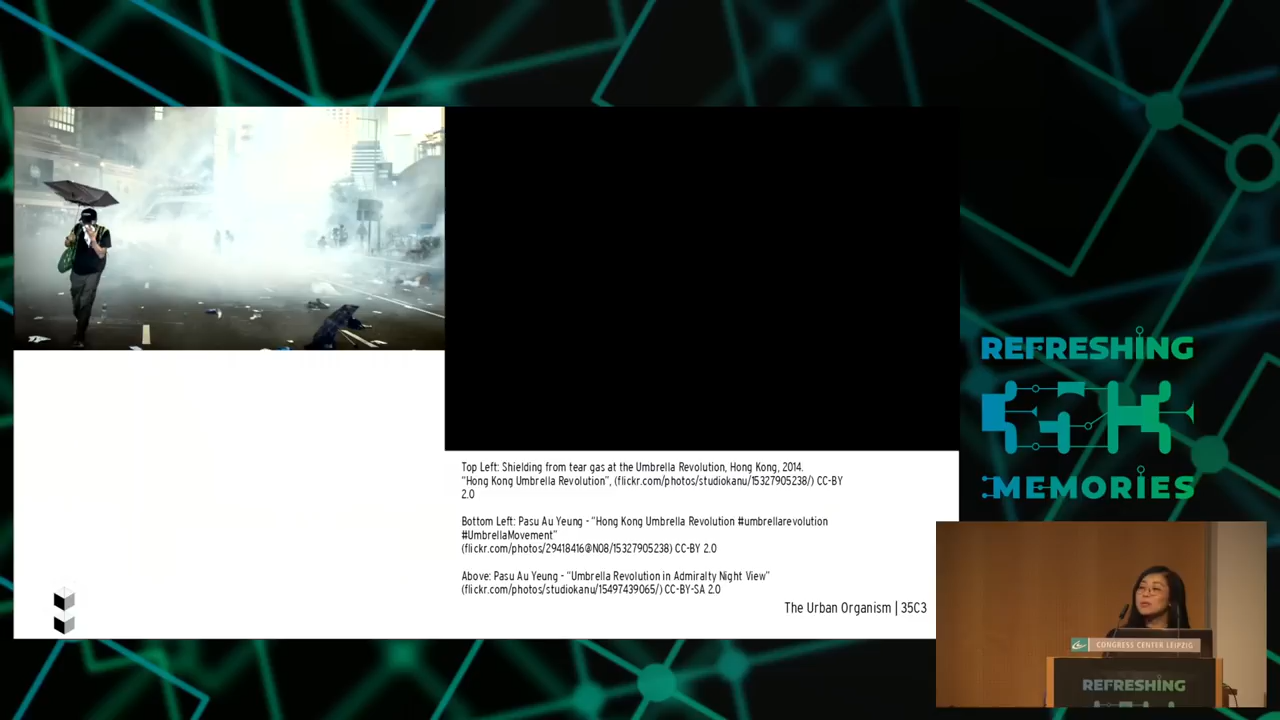 Top Left: Shielding from tear gas at the Umbrella Revolution, Hong Kong, 2014.
"Hong Kong Umbrella Revolution", (flickr.com/photos/studiokanu/15327905238/) CC-BY
2.0
Bottom Left: Pasu Au Yeung - "Hong Kong Umbrella Revolution #umbrellarevolution
#UmbrellaMovement"
(flickr.com/photos/29418416@N08/15327905238) CC-BY 2.0
Above: Pasu Au Yeung - "Umbrella Revolution in Admiralty Night View"
(flickr.com/photos/studiokanu/15497439065/) CC-BY-SA 2.0
The Urban Organism | 35C3
REFRESHING
MEMORIES
CONGRESS CENTER LEIPZIG
REFRESHING